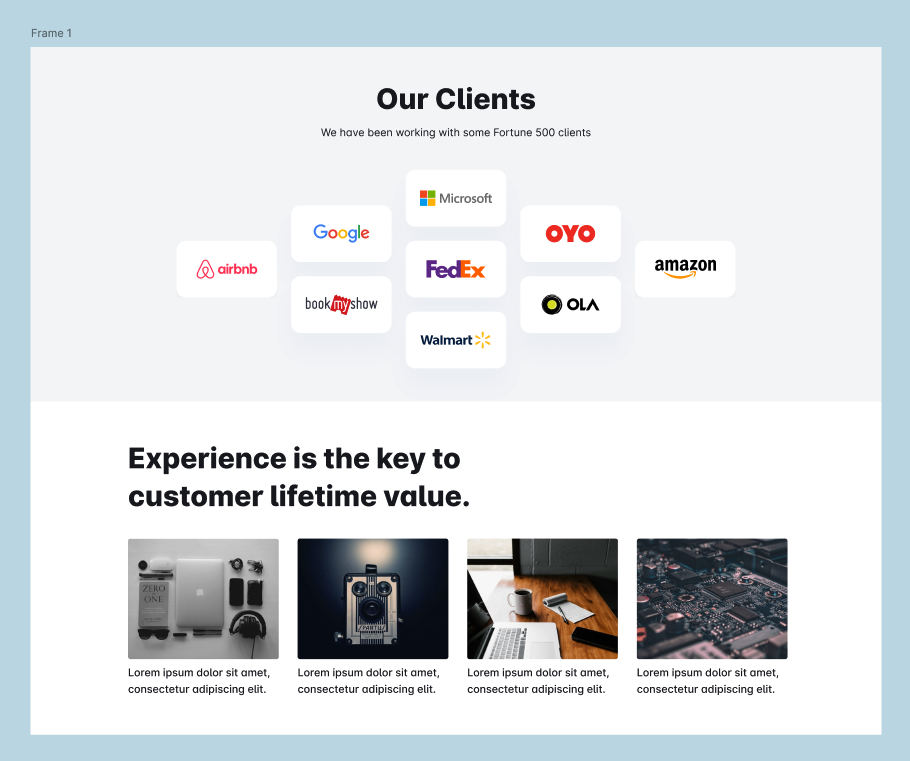 Frame 1
Our Clients
We have been working with some Fortune 500 clients
Microsoft
Google
OYO
airbnb
FedEx
amazon
bookmyshow
OLA
Walmart
Experience is the key to
customer lifetime value.
ZERO
TO
ONE
SPARTUS
Lorem ipsum dolor sit amet,
consectetur adipiscing elit.
Lorem ipsum dolor sit amet,
consectetur adipiscing elit.
Lorem ipsum dolor sit amet,
consectetur adipiscing elit.
Lorem ipsum dolor sit amet,
consectetur adipiscing elit.